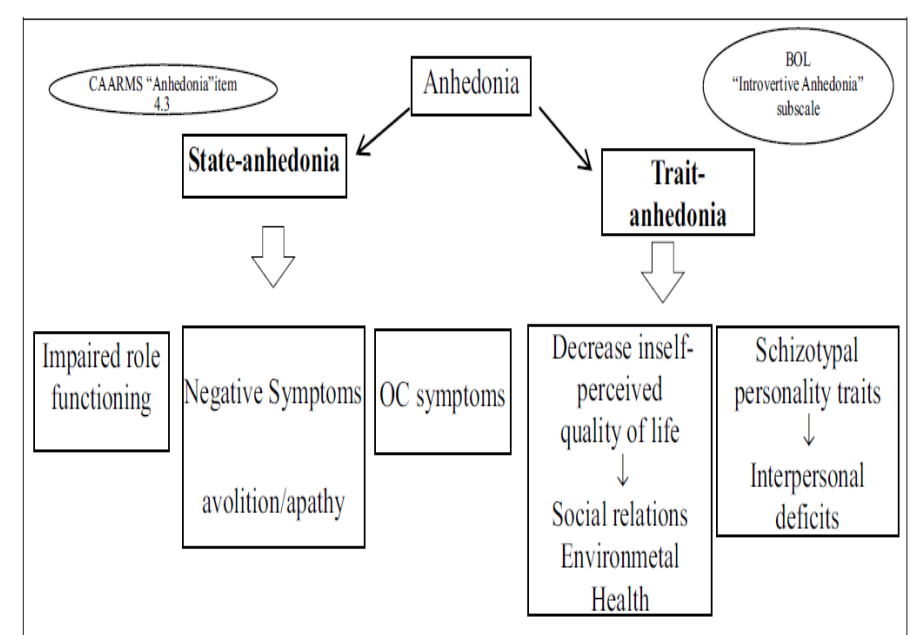 CAARMS “Anhedonia”item
4.3
Anhedonia
BOL
“Introvertive Anhedonia”
subscale
State-anhedonia
Trait-
anhedonia
Impaired role
functioning
Negative Symptoms
avolition/apathy
OC symptoms
Decrease inself-
perceived
quality of life
Social relations
Environmetal
Health
Schizotypal
personality traits
Interpersonal
deficits